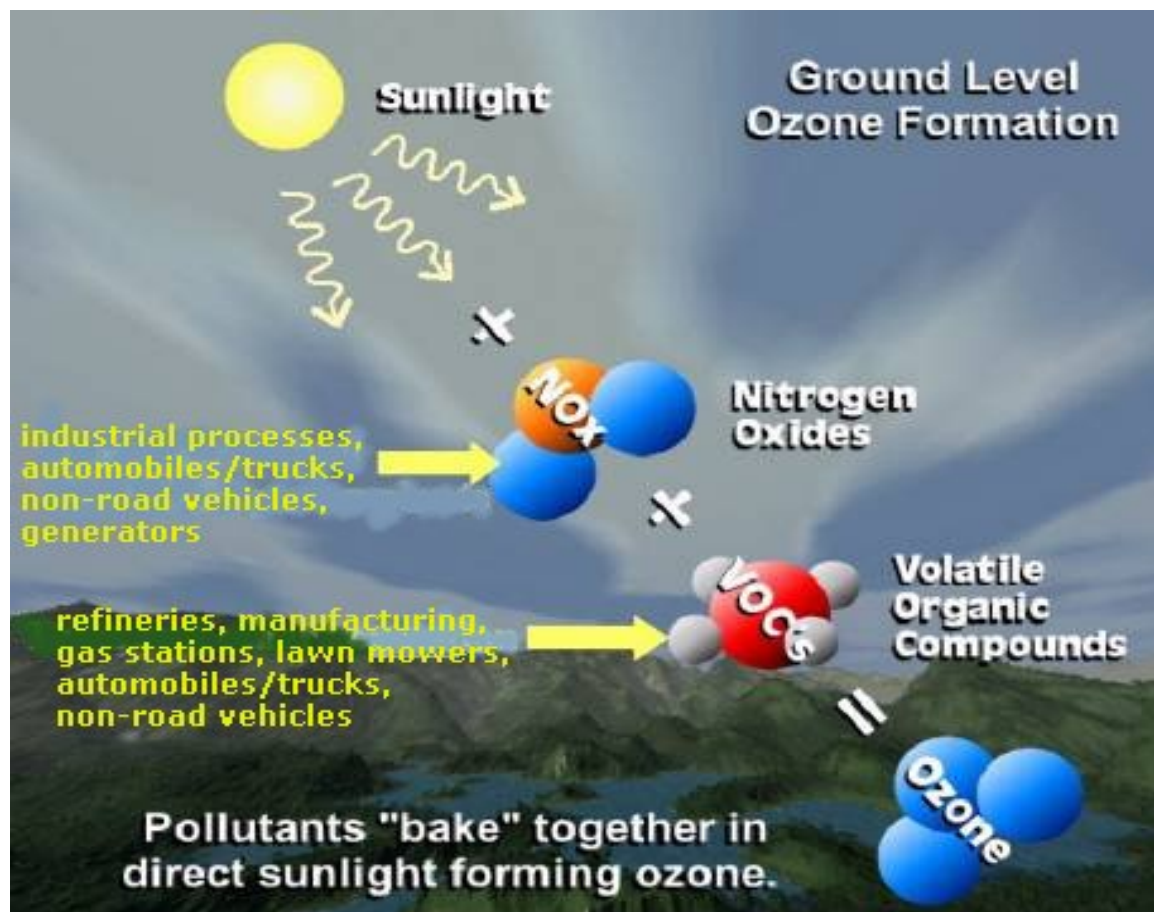 Sunlight
Ground Level
Ozone Formation
+
NOx
Nitrogen
Oxides
industrial processes,
automobiles/trucks,
non-road vehicles,
generators
+
VOCs
Volatile
Organic
Compounds
refineries, manufacturing,
gas stations, lawn mowers,
automobiles/trucks,
non-road vehicles
=
Ozone
Pollutants "bake" together in
direct sunlight forming ozone.